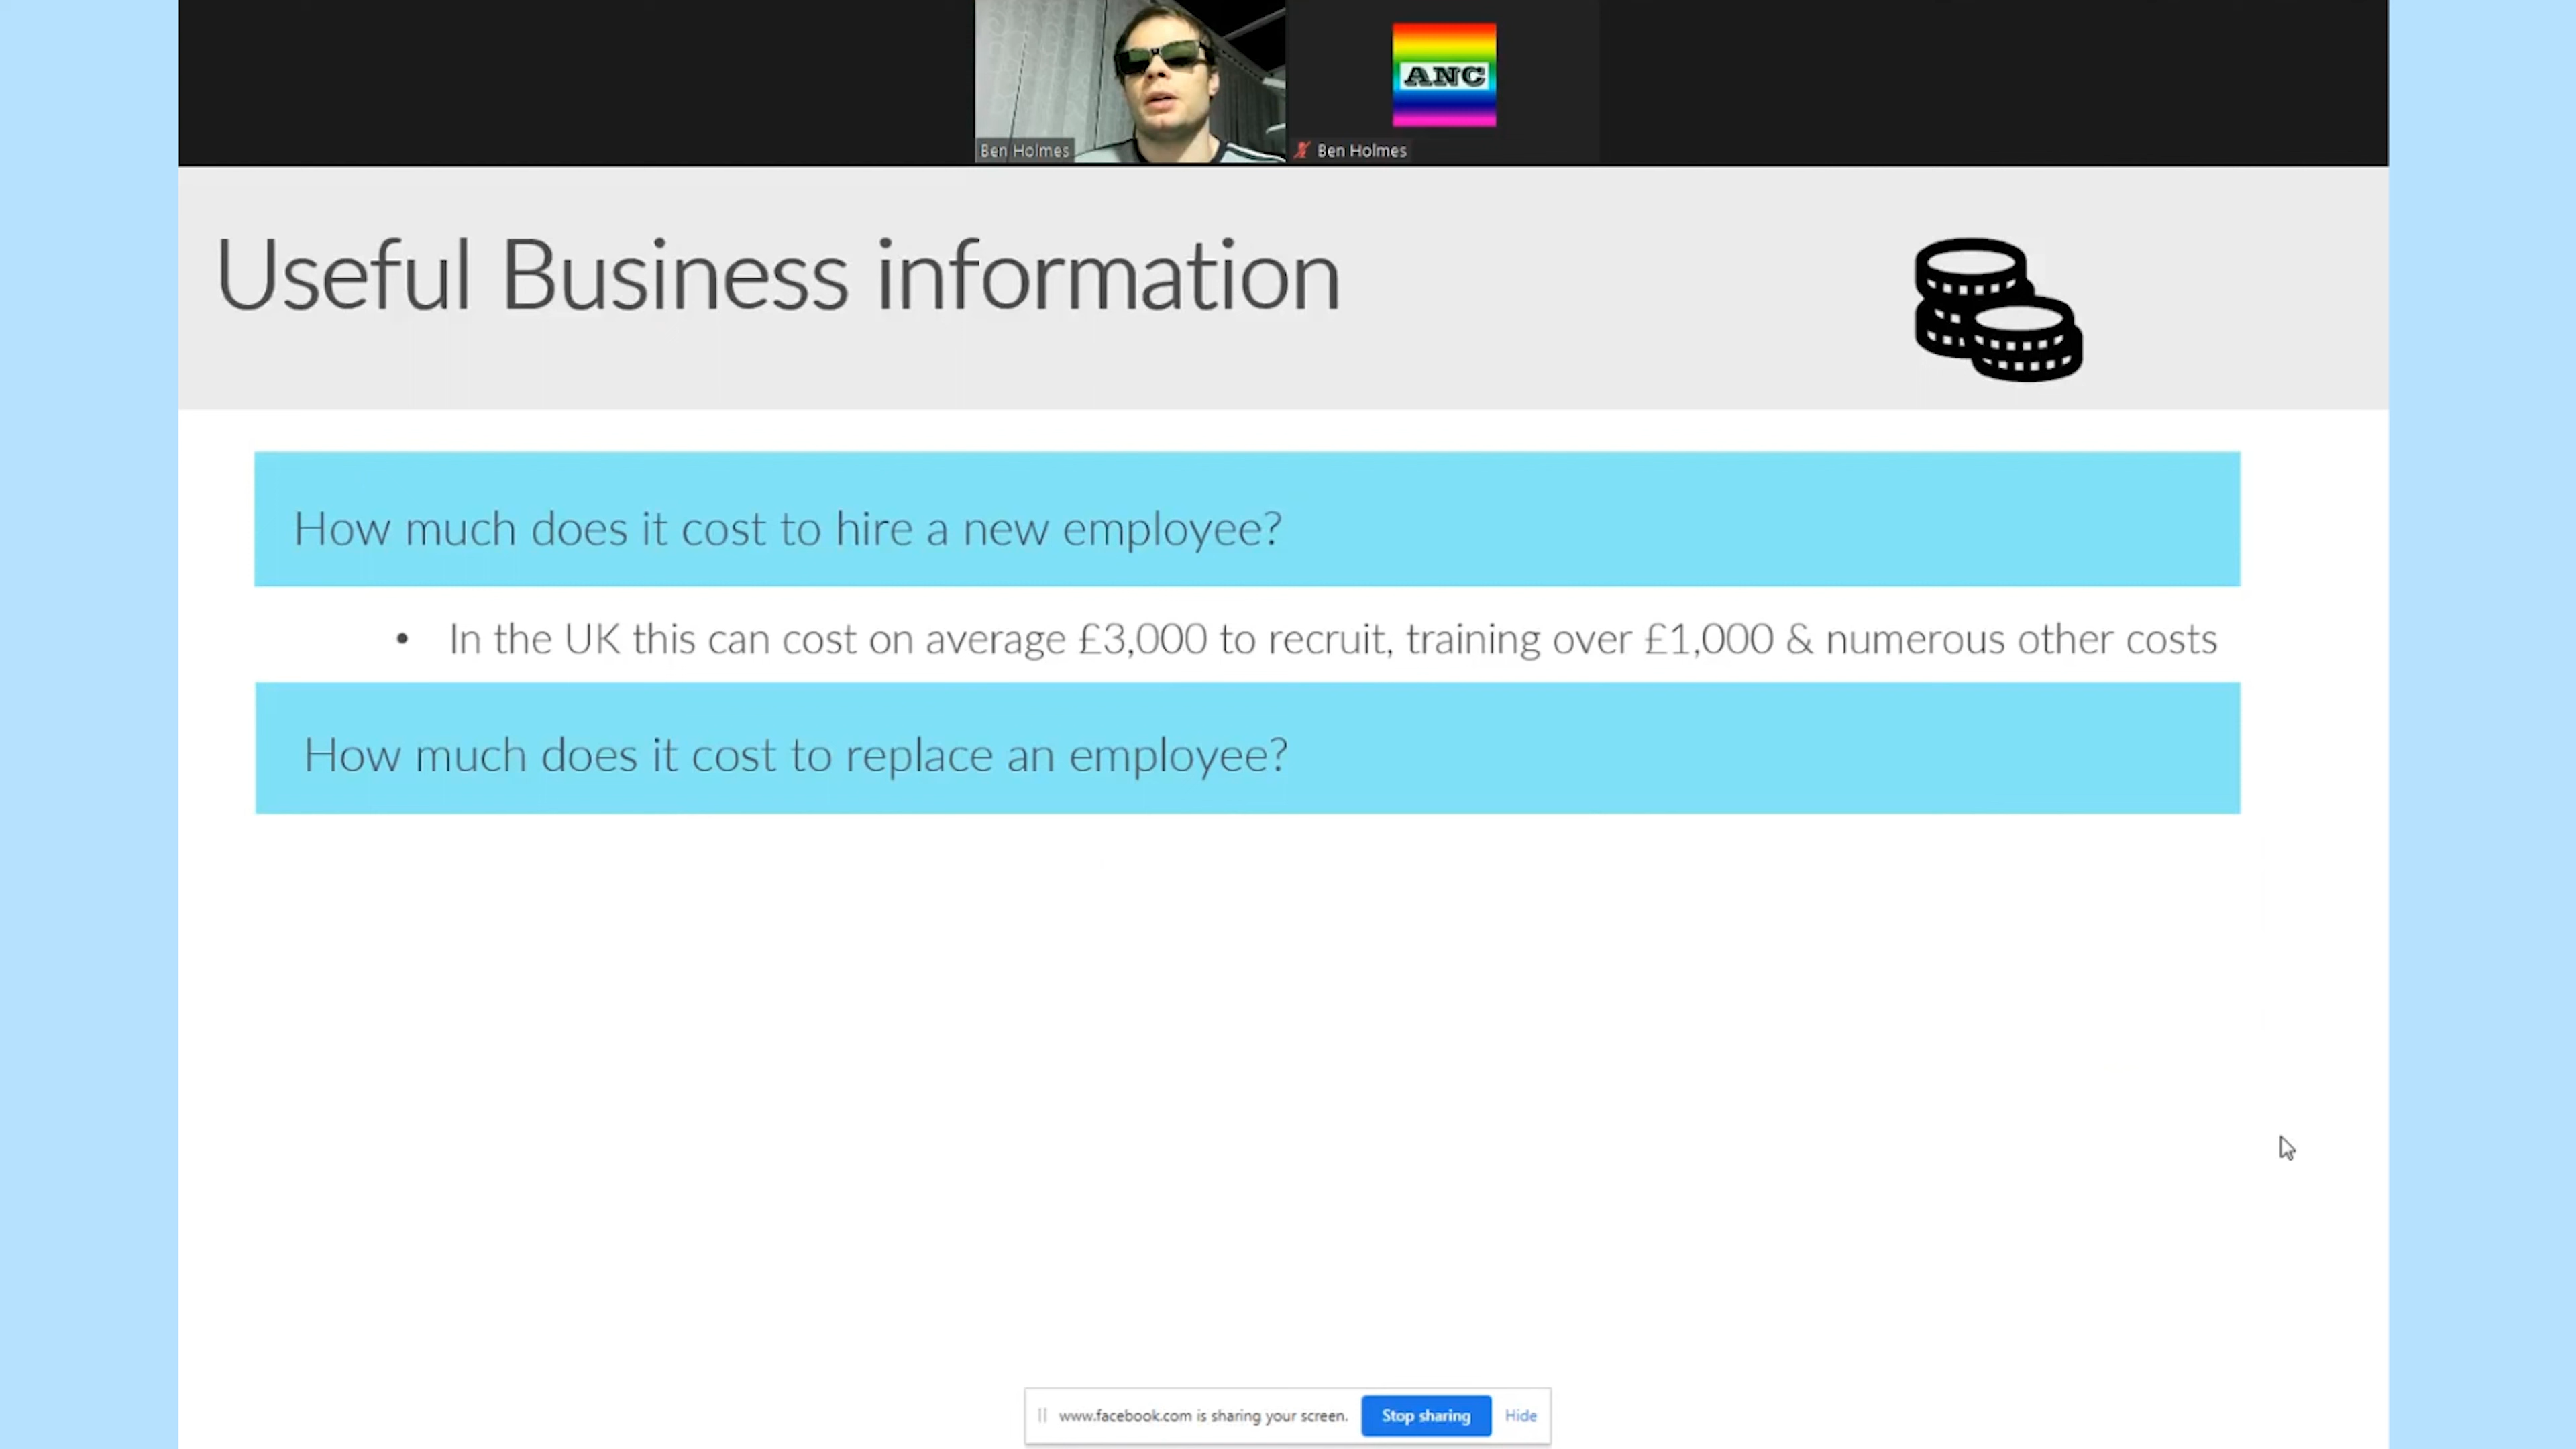 Ben Holmes
ANC
Ben Holmes
Useful Business information
How much does it cost to hire a new employee?
• In the UK this can cost on average £3,000 to recruit, training over £1,000 & numerous other costs
How much does it cost to replace an employee?
www.facebook.com is sharing your screen. Stop sharing Hide